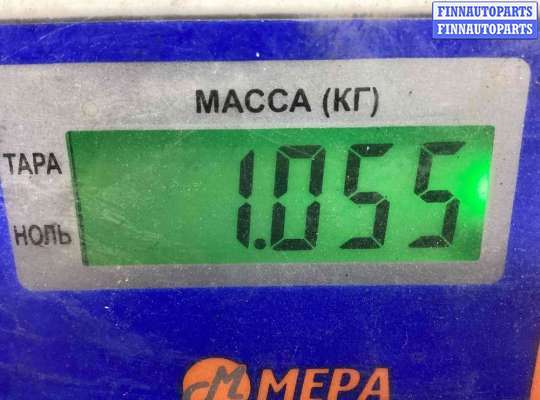 FINNAUTOPARTS
FINNAUTOPARTS
МАССА (КГ)
ТАРА
1.055
НОЛЬ
МЕРА